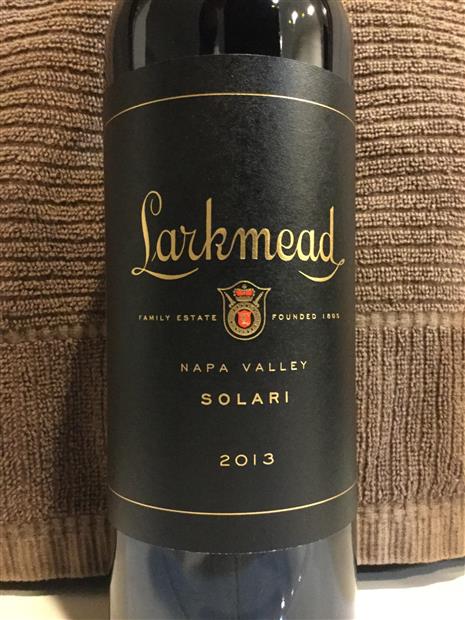 Larkmead
FAMILY ESTATE FOUNDED 1895
NAPA VALLEY
SOLARI
2013